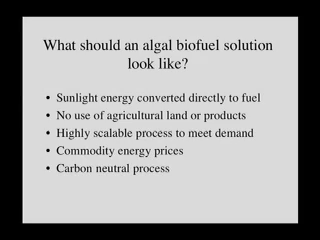 What should an algal biofuel solution
look like?
• Sunlight energy converted directly to fuel
• No use of agricultural land or products
• Highly scalable process to meet demand
• Commodity energy prices
• Carbon neutral process